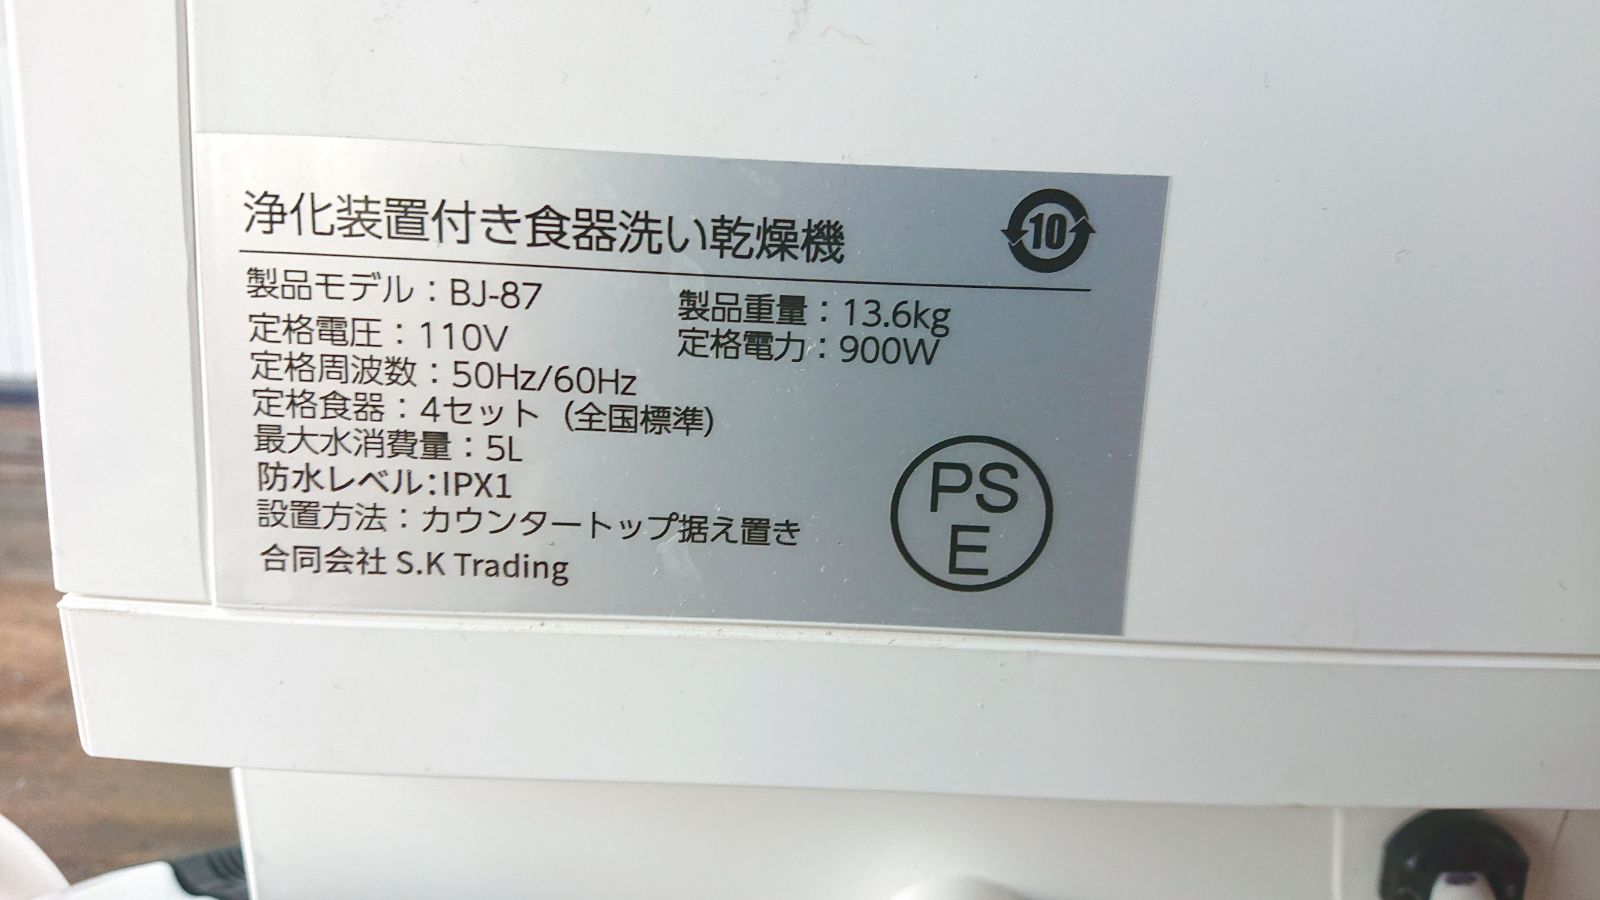 浄化装置付き食器洗い乾燥機
10
製品モデル：BJ-87
製品重量：13.6kg
定格電圧：110V
定格電力：900W
定格周波数：50Hz/60Hz
定格食器：4セット（全国標準）
最大水消費量：5L
防水レベル：IPX1
設置方法：カウンタートップ据え置き
合同会社 S.K Trading
PS
E